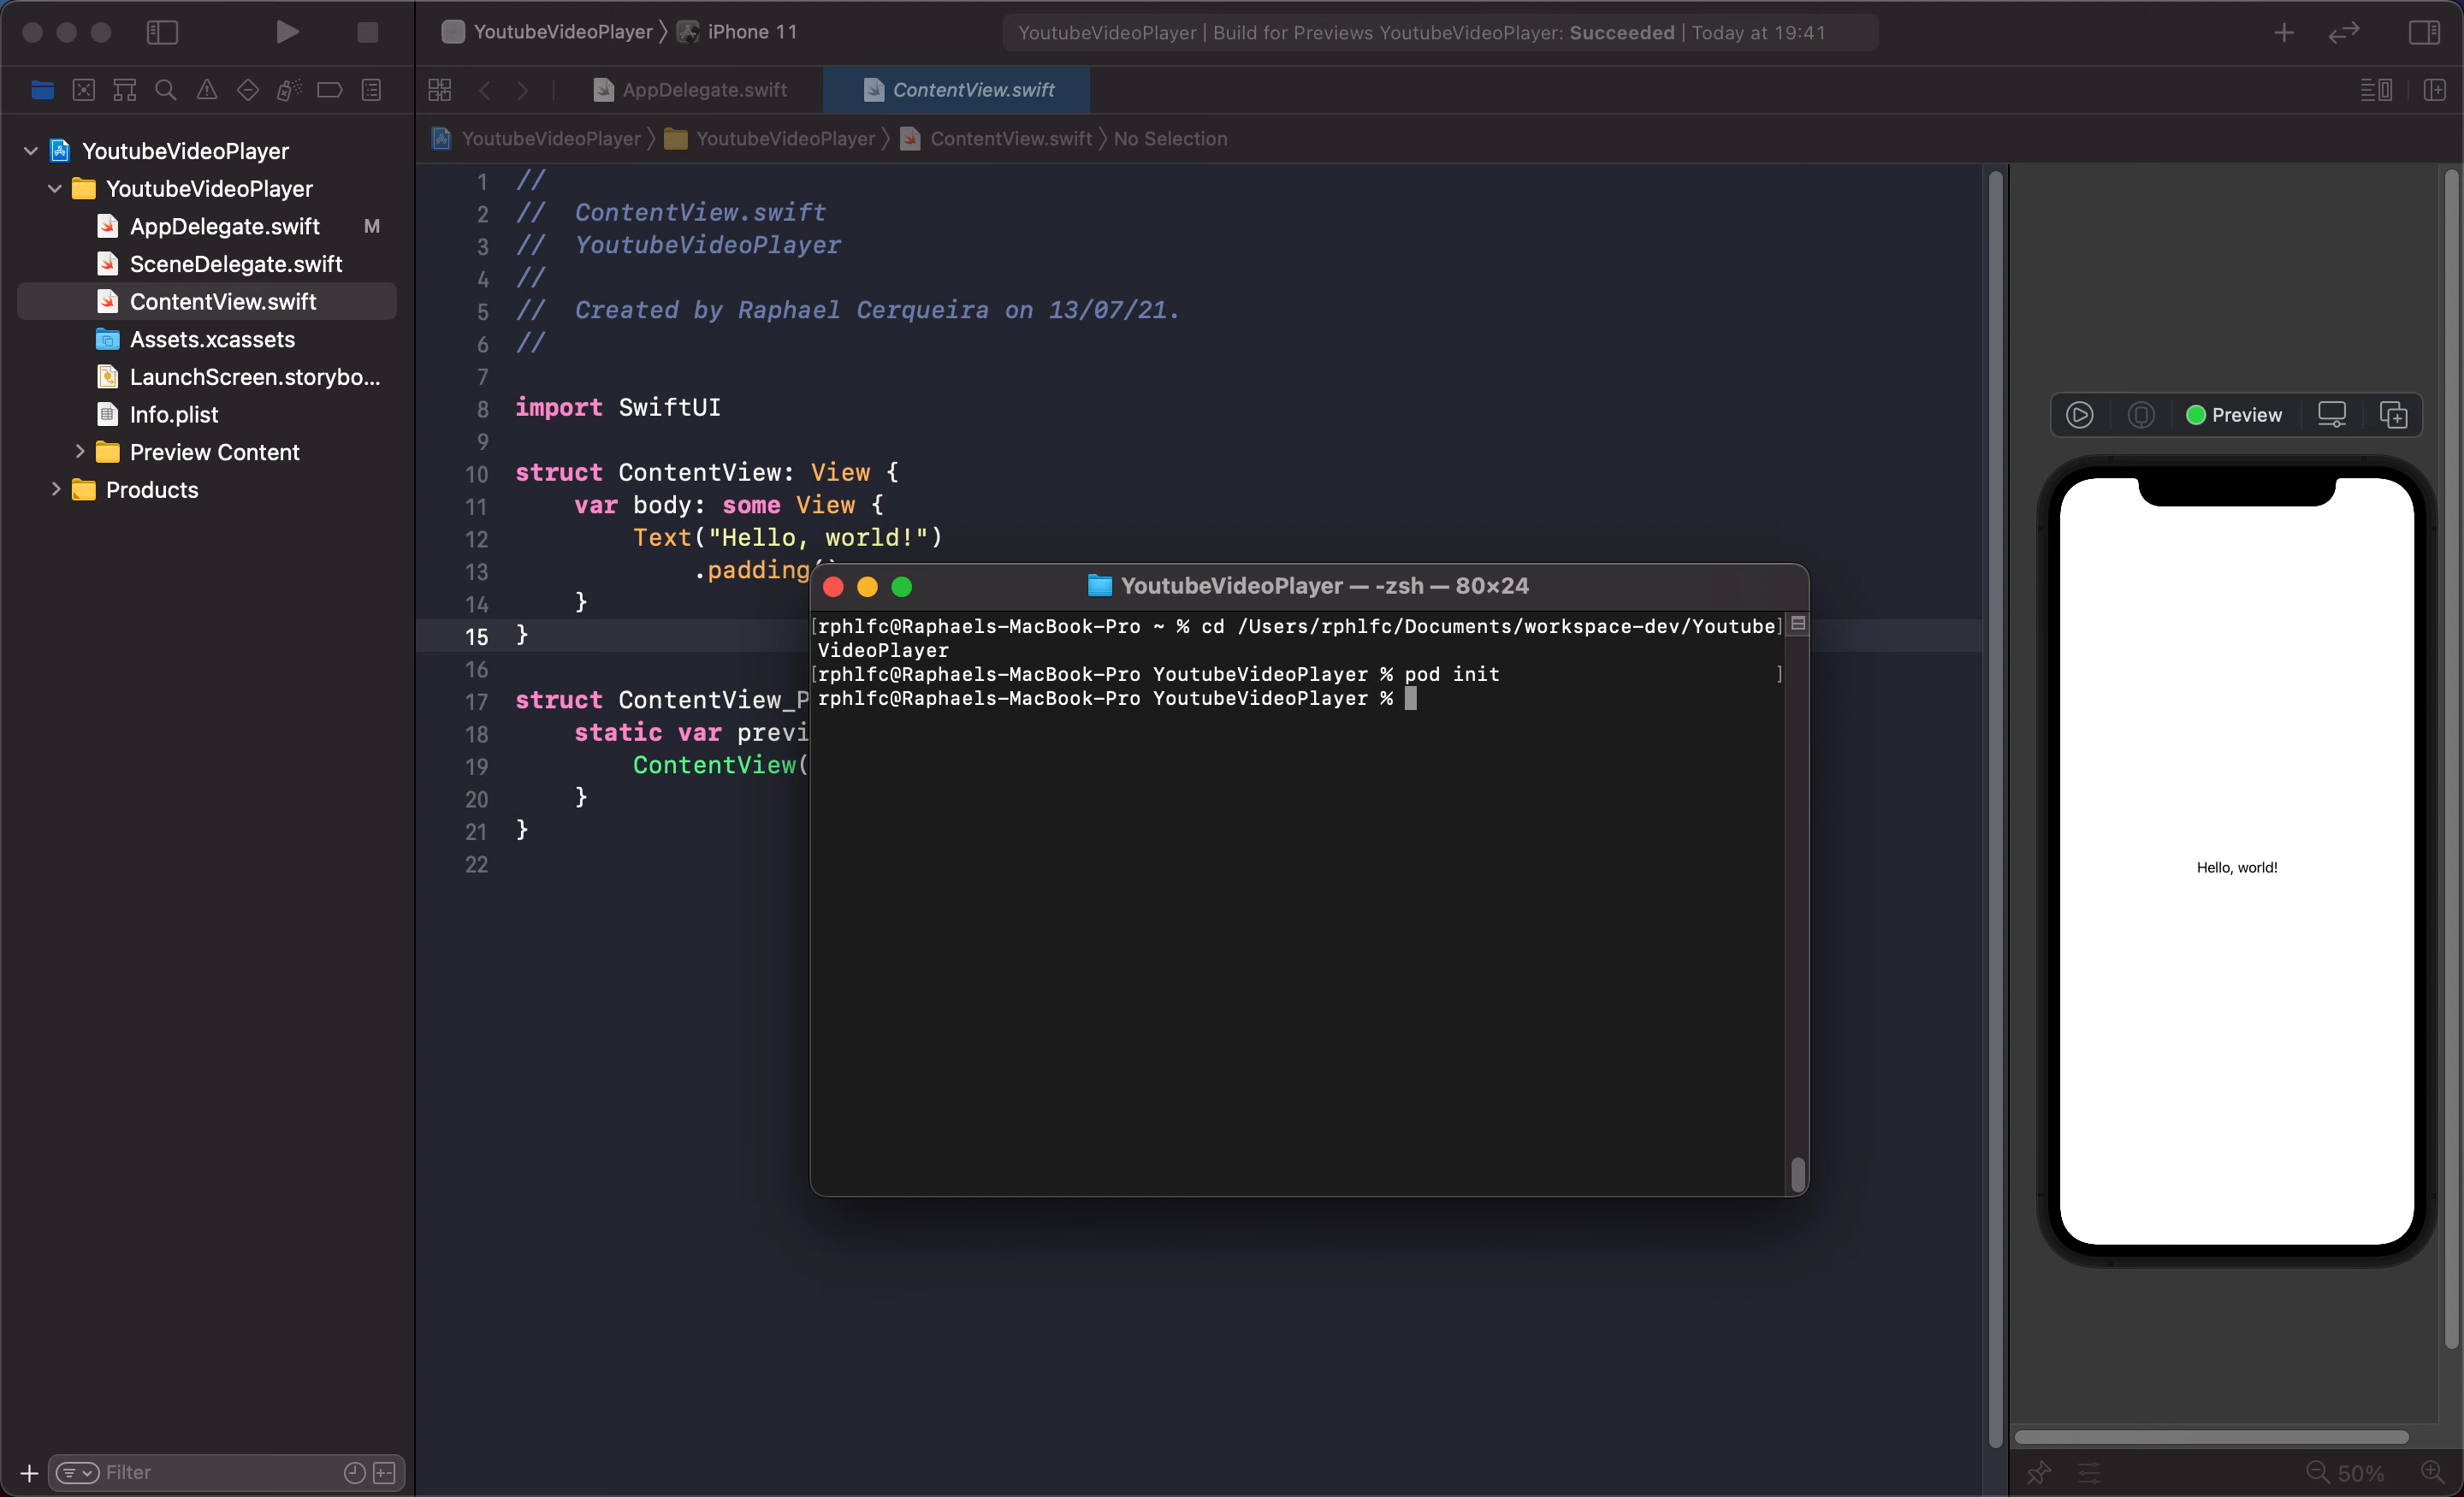 YoutubeVideoPlayer 〉 iPhone 11
YoutubeVideoPlayer | Build for Previews YoutubeVideoPlayer: Succeeded | Today at 19:41
AppDelegate.swift
ContentView.swift
YoutubeVideoPlayer 〉 YoutubeVideoPlayer 〉 ContentView.swift 〉 No Selection
YoutubeVideoPlayer
YoutubeVideoPlayer
AppDelegate.swift M
SceneDelegate.swift
ContentView.swift
Assets.xcassets
LaunchScreen.storybo...
Info.plist
Preview Content
Products
Filter
1 //
2 //  ContentView.swift
3 //  YoutubeVideoPlayer
4 //
5 //  Created by Raphael Cerqueira on 13/07/21.
6 //
7
8 import SwiftUI
9
10 struct ContentView: View {
11     var body: some View {
12         Text("Hello, world!")
13             .padding
14     }
15 }
16
17 struct ContentView_P
18     static var previ
19         ContentView(
20     }
21 }
22
YoutubeVideoPlayer — -zsh — 80×24
[rphlfc@Raphaels-MacBook-Pro ~ % cd /Users/rphlfc/Documents/workspace-dev/Youtube]
VideoPlayer
[rphlfc@Raphaels-MacBook-Pro YoutubeVideoPlayer % pod init ]
rphlfc@Raphaels-MacBook-Pro YoutubeVideoPlayer %
Preview
Hello, world!
50%